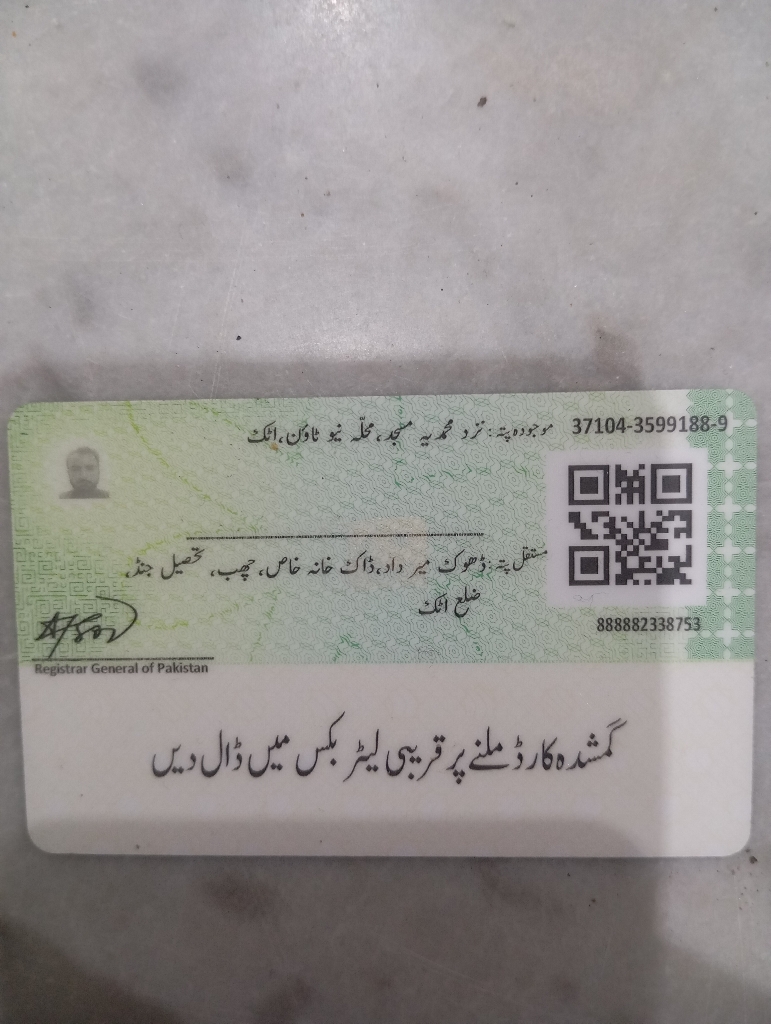 37104-3599188-9
موجودہ پتہ: نزد محمدیہ مسجد، محلّہ نیو ٹاوٴن، اٹک
مستقل پتہ: ڈھوک میر داد، ڈاک خانہ خاص، چھب، تحصیل جنڈ،
ضلع اٹک
888882338753
Registrar General of Pakistan
گمشدہ کارڈ ملنے پر قریبی لیٹر بکس میں ڈال دیں